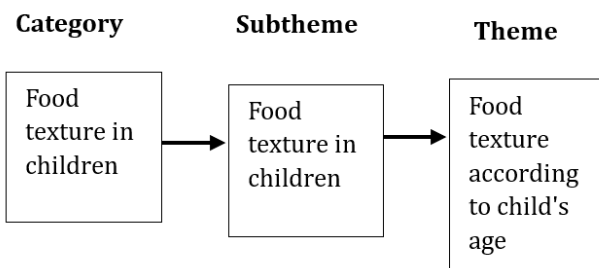 Category
Subtheme
Theme
Food
texture in
children
Food
texture in
children
Food
texture
according
to child's
age